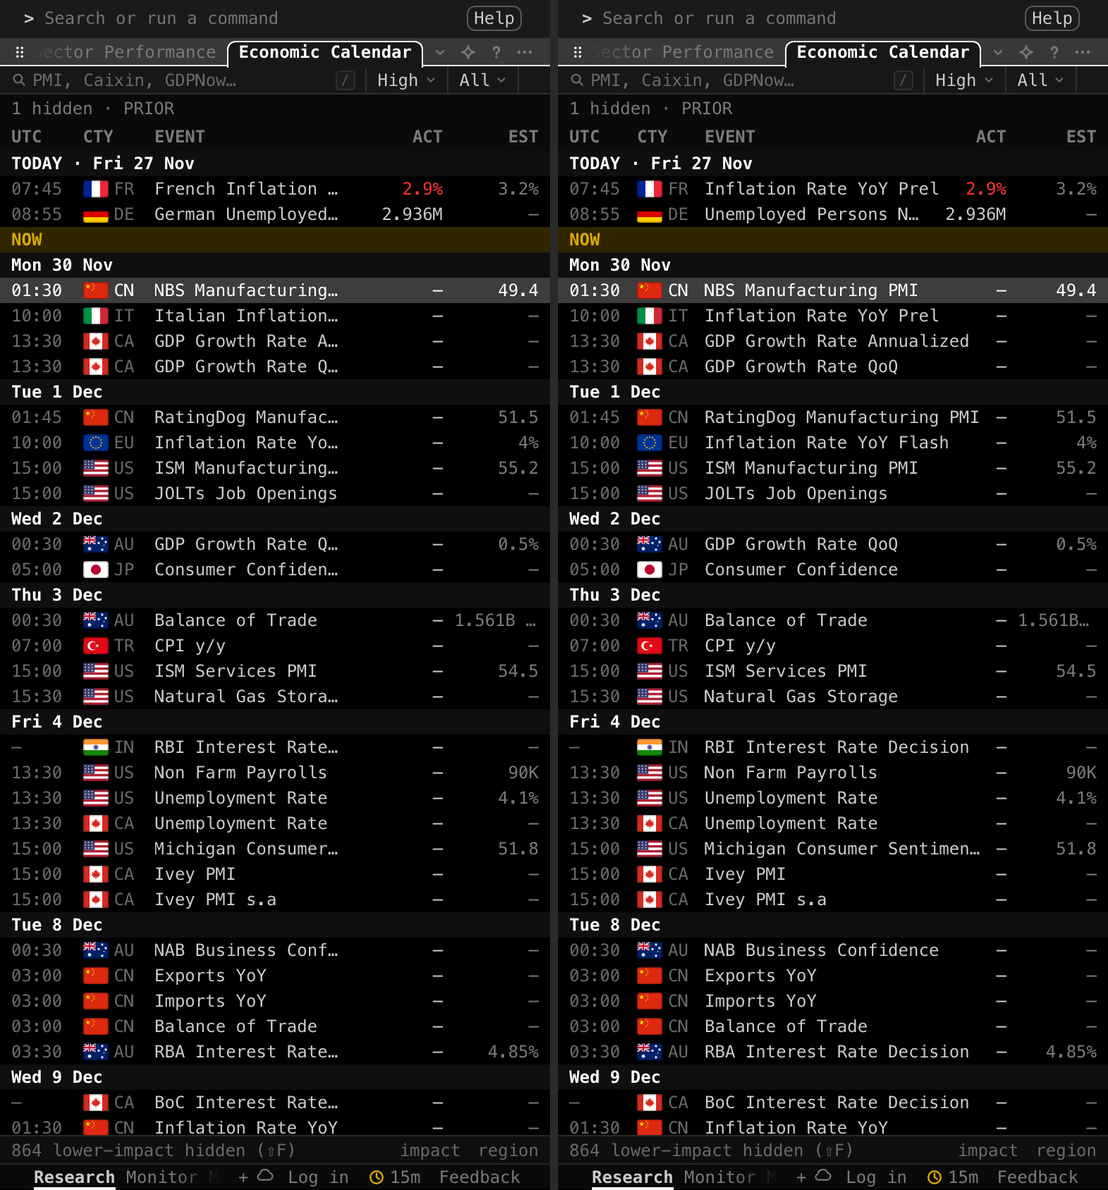 > Search or run a command Help
Sector Performance Economic Calendar ? ...
PMI, Caixin, GDPNow… / High All
1 hidden · PRIOR
UTC CTY EVENT ACT EST
TODAY · Fri 27 Nov
07:45 FR French Inflation … 2.9% 3.2%
08:55 DE German Unemployed… 2.936M —
NOW
Mon 30 Nov
01:30 CN NBS Manufacturing… — 49.4
10:00 IT Italian Inflation… — —
13:30 CA GDP Growth Rate A… — —
13:30 CA GDP Growth Rate Q… — —
Tue 1 Dec
01:45 CN RatingDog Manufac… — 51.5
10:00 EU Inflation Rate Yo… — 4%
15:00 US ISM Manufacturing… — 55.2
15:00 US JOLTs Job Openings — —
Wed 2 Dec
00:30 AU GDP Growth Rate Q… — 0.5%
05:00 JP Consumer Confiden… — —
Thu 3 Dec
00:30 AU Balance of Trade — 1.561B …
07:00 TR CPI y/y — —
15:00 US ISM Services PMI — 54.5
15:30 US Natural Gas Stora… — —
Fri 4 Dec
— IN RBI Interest Rate… — —
13:30 US Non Farm Payrolls — 90K
13:30 US Unemployment Rate — 4.1%
13:30 CA Unemployment Rate — —
15:00 US Michigan Consumer… — 51.8
15:00 CA Ivey PMI — —
15:00 CA Ivey PMI s.a — —
Tue 8 Dec
00:30 AU NAB Business Conf… — —
03:00 CN Exports YoY — —
03:00 CN Imports YoY — —
03:00 CN Balance of Trade — —
03:30 AU RBA Interest Rate… — 4.85%
Wed 9 Dec
— CA BoC Interest Rate… — —
01:30 CN Inflation Rate YoY — —
864 lower-impact hidden (⇧F) impact region
Research Monitor M + Log in 15m Feedback
> Search or run a command Help
Sector Performance Economic Calendar ? ...
PMI, Caixin, GDPNow… / High All
1 hidden · PRIOR
UTC CTY EVENT ACT EST
TODAY · Fri 27 Nov
07:45 FR Inflation Rate YoY Prel 2.9% 3.2%
08:55 DE Unemployed Persons N… 2.936M —
NOW
Mon 30 Nov
01:30 CN NBS Manufacturing PMI — 49.4
10:00 IT Inflation Rate YoY Prel — —
13:30 CA GDP Growth Rate Annualized — —
13:30 CA GDP Growth Rate QoQ — —
Tue 1 Dec
01:45 CN RatingDog Manufacturing PMI — 51.5
10:00 EU Inflation Rate YoY Flash — 4%
15:00 US ISM Manufacturing PMI — 55.2
15:00 US JOLTs Job Openings — —
Wed 2 Dec
00:30 AU GDP Growth Rate QoQ — 0.5%
05:00 JP Consumer Confidence — —
Thu 3 Dec
00:30 AU Balance of Trade — 1.561B…
07:00 TR CPI y/y — —
15:00 US ISM Services PMI — 54.5
15:30 US Natural Gas Storage — —
Fri 4 Dec
— IN RBI Interest Rate Decision — —
13:30 US Non Farm Payrolls — 90K
13:30 US Unemployment Rate — 4.1%
13:30 CA Unemployment Rate — —
15:00 US Michigan Consumer Sentimen… — 51.8
15:00 CA Ivey PMI — —
15:00 CA Ivey PMI s.a — —
Tue 8 Dec
00:30 AU NAB Business Confidence — —
03:00 CN Exports YoY — —
03:00 CN Imports YoY — —
03:00 CN Balance of Trade — —
03:30 AU RBA Interest Rate Decision — 4.85%
Wed 9 Dec
— CA BoC Interest Rate Decision — —
01:30 CN Inflation Rate YoY — —
864 lower-impact hidden (⇧F) impact region
Research Monitor M + Log in 15m Feedback